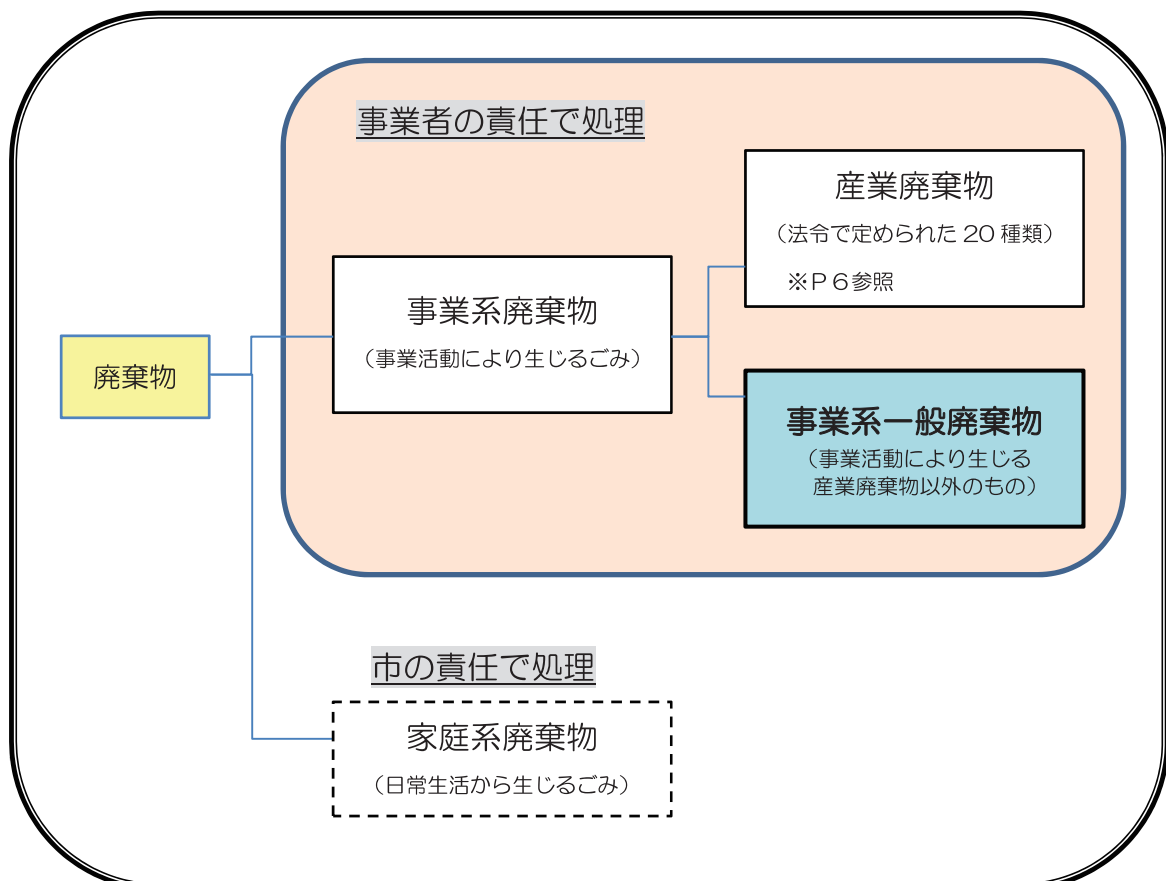 事業者の責任で処理
産業廃棄物
（法令で定められた 20 種類）
※Ｐ６参照
事業系廃棄物
（事業活動により生じるごみ）
廃棄物
事業系一般廃棄物
（事業活動により生じる
産業廃棄物以外のもの）
市の責任で処理
家庭系廃棄物
（日常生活から生じるごみ）